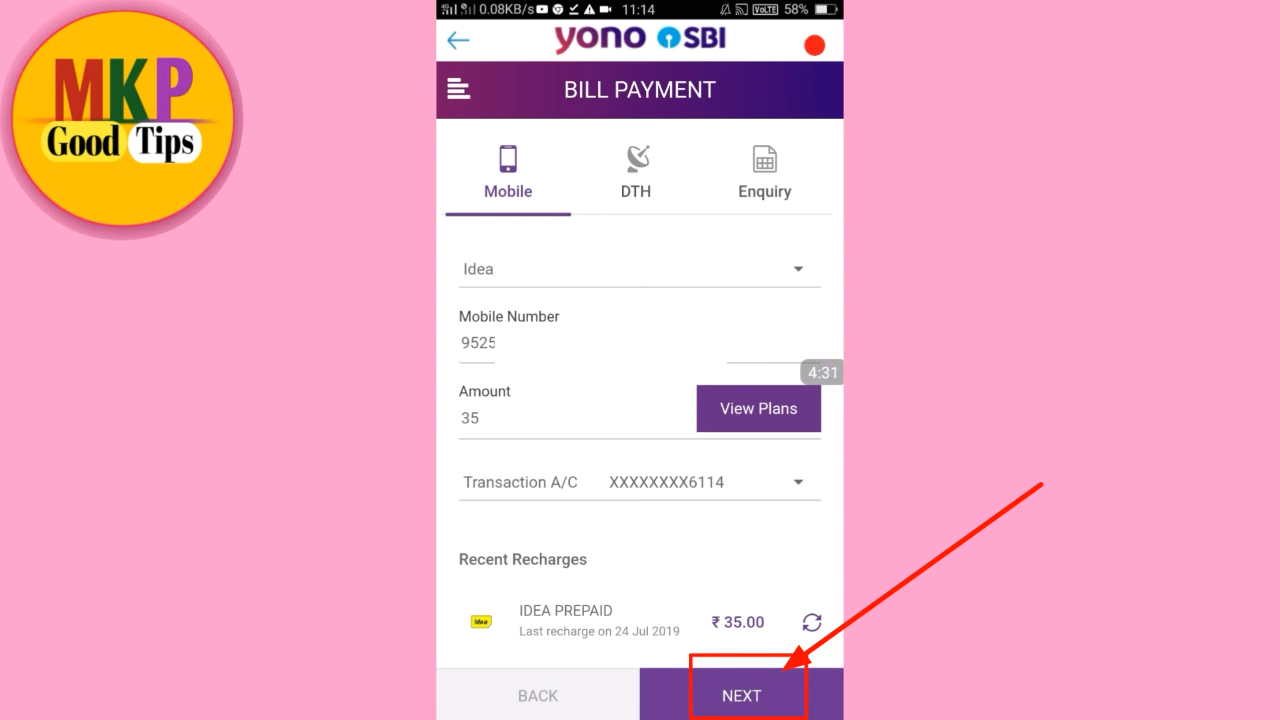 MKP
Good Tips
0.08KB/s 11:14 VoLTE 58%
yono SBI
BILL PAYMENT
Mobile DTH Enquiry
Idea
Mobile Number
9525
4:31
Amount
35
View Plans
Transaction A/C XXXXXXXX6114
Recent Recharges
IDEA PREPAID
idea
₹ 35.00
Last recharge on 24 Jul 2019
BACK NEXT